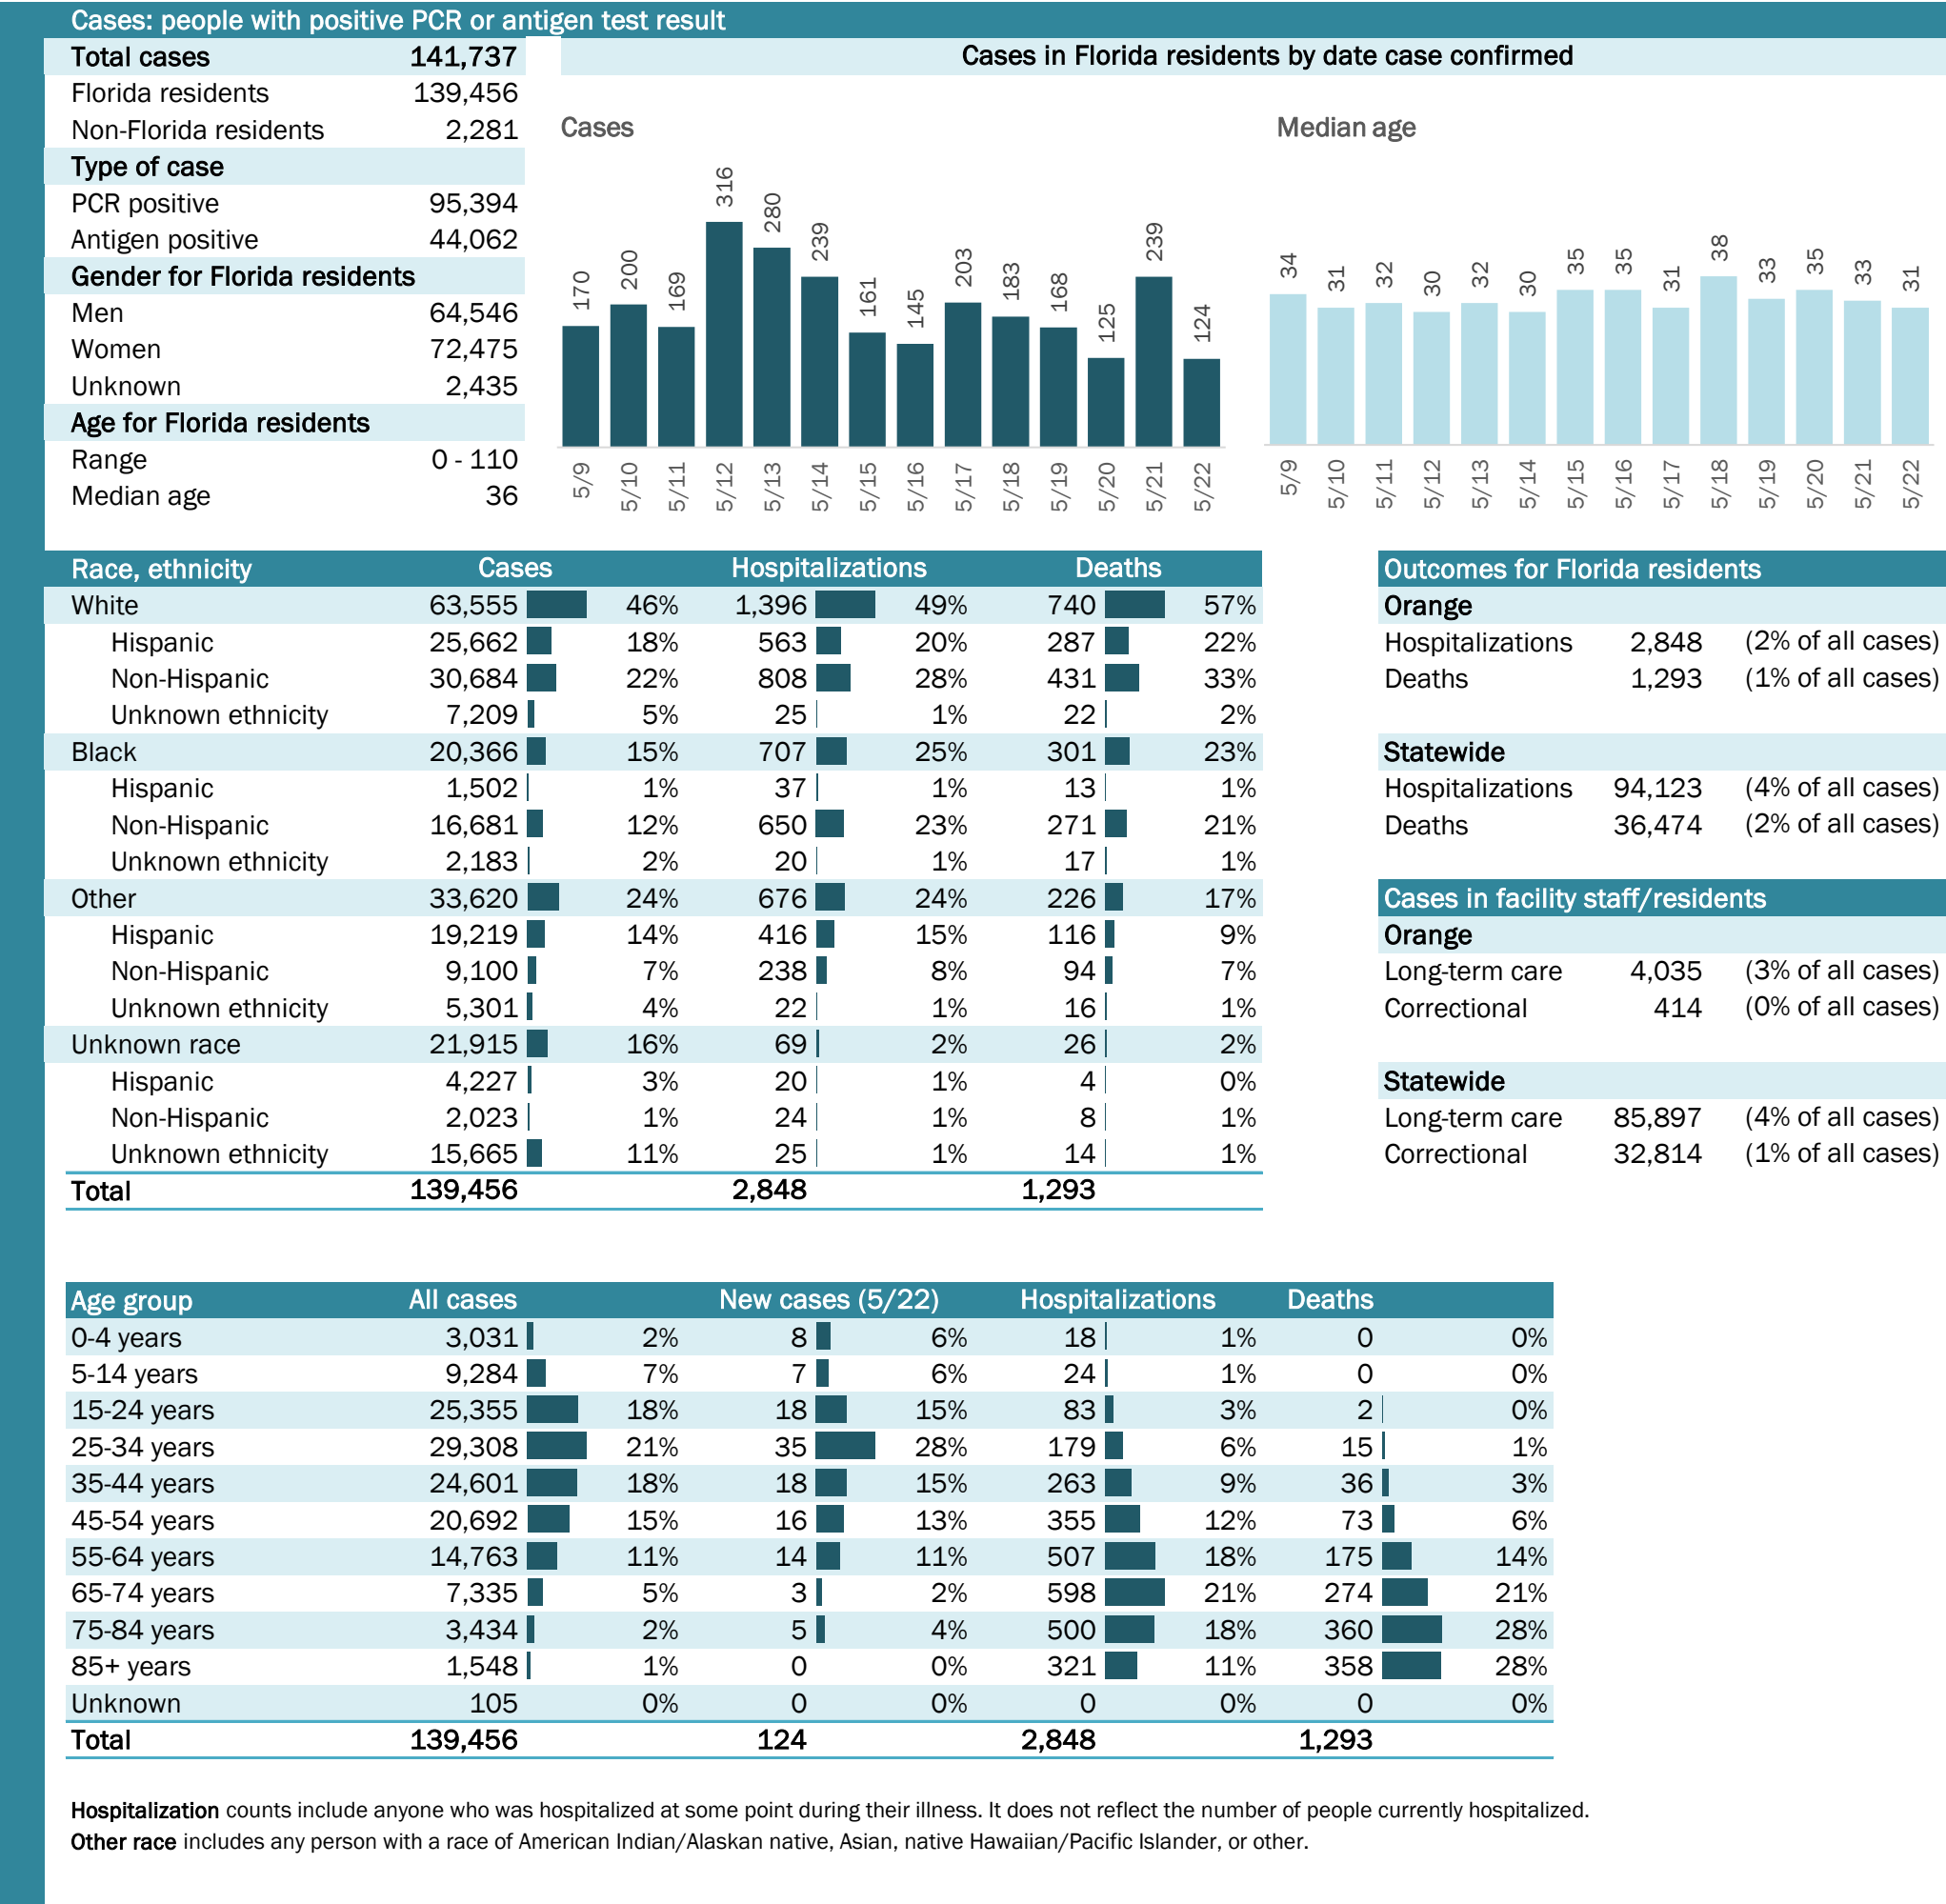 Cases: people with positive PCR or antigen test result
Total cases 141,737
Florida residents 139,456
Non-Florida residents 2,281
Type of case
PCR positive 95,394
Antigen positive 44,062
Gender for Florida residents
Men 64,546
Women 72,475
Unknown 2,435
Age for Florida residents
Range 0 - 110
Median age 36
Cases in Florida residents by date case confirmed
Cases
170 200 169 316 280 239 161 145 203 183 168 125 239 124
5/9 5/10 5/11 5/12 5/13 5/14 5/15 5/16 5/17 5/18 5/19 5/20 5/21 5/22
Median age
34 31 32 30 32 30 35 35 31 38 33 35 33 31
5/9 5/10 5/11 5/12 5/13 5/14 5/15 5/16 5/17 5/18 5/19 5/20 5/21 5/22
Race, ethnicity Cases Hospitalizations Deaths
White 63,555 46% 1,396 49% 740 57%
Hispanic 25,662 18% 563 20% 287 22%
Non-Hispanic 30,684 22% 808 28% 431 33%
Unknown ethnicity 7,209 5% 25 1% 22 2%
Black 20,366 15% 707 25% 301 23%
Hispanic 1,502 1% 37 1% 13 1%
Non-Hispanic 16,681 12% 650 23% 271 21%
Unknown ethnicity 2,183 2% 20 1% 17 1%
Other 33,620 24% 676 24% 226 17%
Hispanic 19,219 14% 416 15% 116 9%
Non-Hispanic 9,100 7% 238 8% 94 7%
Unknown ethnicity 5,301 4% 22 1% 16 1%
Unknown race 21,915 16% 69 2% 26 2%
Hispanic 4,227 3% 20 1% 4 0%
Non-Hispanic 2,023 1% 24 1% 8 1%
Unknown ethnicity 15,665 11% 25 1% 14 1%
Total 139,456 2,848 1,293
Outcomes for Florida residents
Orange
Hospitalizations 2,848 (2% of all cases)
Deaths 1,293 (1% of all cases)
Statewide
Hospitalizations 94,123 (4% of all cases)
Deaths 36,474 (2% of all cases)
Cases in facility staff/residents
Orange
Long-term care 4,035 (3% of all cases)
Correctional 414 (0% of all cases)
Statewide
Long-term care 85,897 (4% of all cases)
Correctional 32,814 (1% of all cases)
Age group All cases New cases (5/22) Hospitalizations Deaths
0-4 years 3,031 2% 8 6% 18 1% 0 0%
5-14 years 9,284 7% 7 6% 24 1% 0 0%
15-24 years 25,355 18% 18 15% 83 3% 2 0%
25-34 years 29,308 21% 35 28% 179 6% 15 1%
35-44 years 24,601 18% 18 15% 263 9% 36 3%
45-54 years 20,692 15% 16 13% 355 12% 73 6%
55-64 years 14,763 11% 14 11% 507 18% 175 14%
65-74 years 7,335 5% 3 2% 598 21% 274 21%
75-84 years 3,434 2% 5 4% 500 18% 360 28%
85+ years 1,548 1% 0 0% 321 11% 358 28%
Unknown 105 0% 0 0% 0 0% 0 0%
Total 139,456 124 2,848 1,293
Hospitalization counts include anyone who was hospitalized at some point during their illness. It does not reflect the number of people currently hospitalized.
Other race includes any person with a race of American Indian/Alaskan native, Asian, native Hawaiian/Pacific Islander, or other.